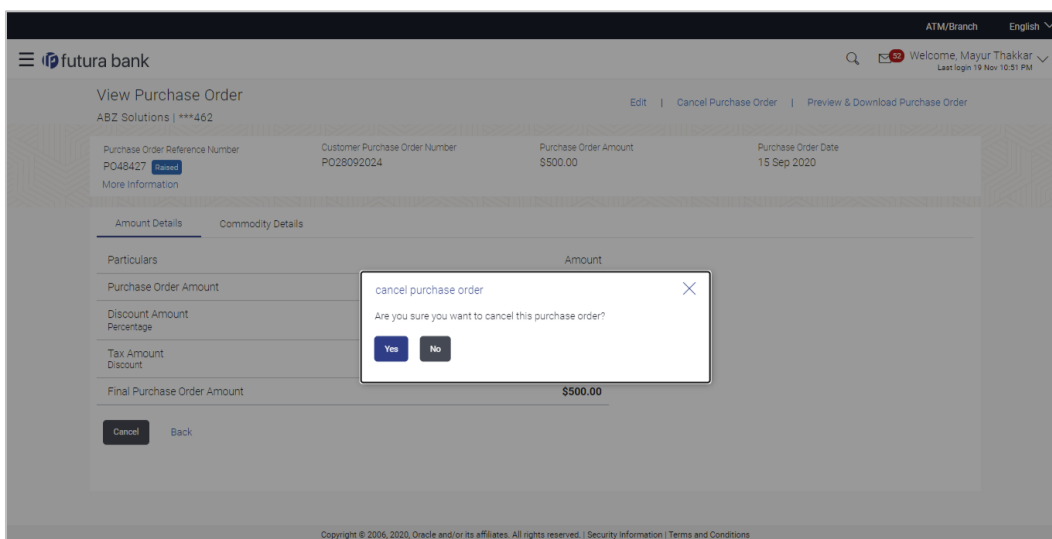 ATM/Branch English
futura bank
52 Welcome, Mayur Thakkar
Last login 19 Nov 10:51 PM
View Purchase Order
ABZ Solutions | ***462
Edit | Cancel Purchase Order | Preview & Download Purchase Order
Purchase Order Reference Number Customer Purchase Order Number Purchase Order Amount Purchase Order Date
PO48427 Raised PO28092024 $500.00 15 Sep 2020
More Information
Amount Details Commodity Details
Particulars Amount
Purchase Order Amount
Discount Amount
Percentage
Tax Amount
Discount
Final Purchase Order Amount $500.00
cancel purchase order
Are you sure you want to cancel this purchase order?
Yes No
Cancel Back
Copyright © 2006, 2020, Oracle and/or its affiliates. All rights reserved. | Security Information | Terms and Conditions